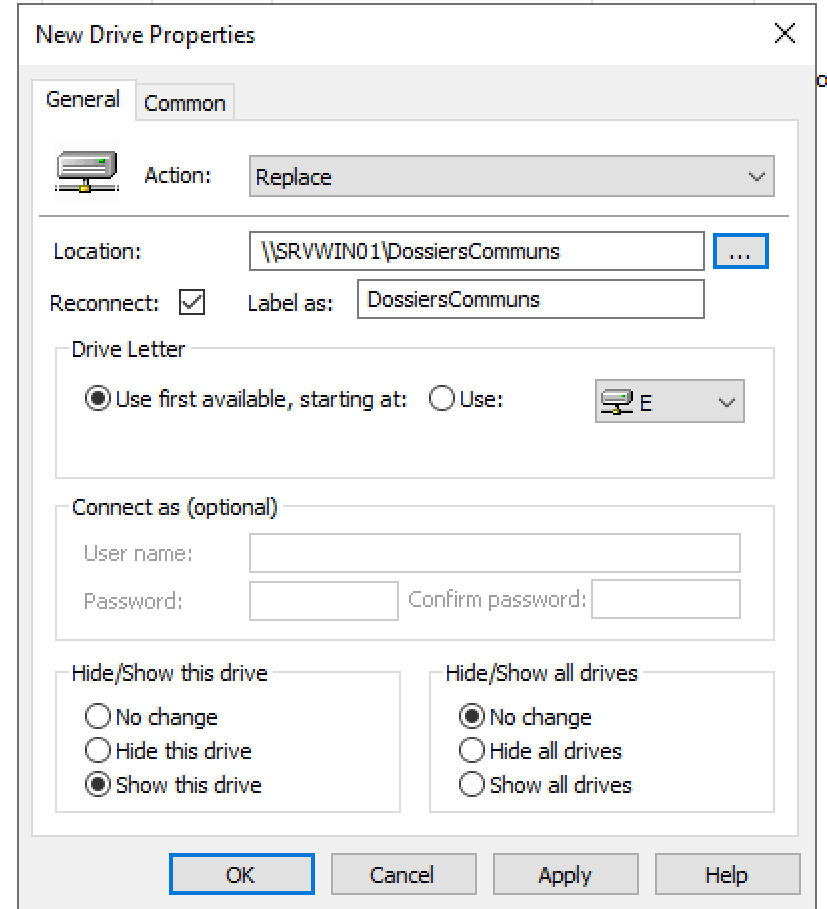 New Drive Properties
General Common
Action: Replace
Location: \\SRVWIN01\DossiersCommuns ...
Reconnect: Label as: DossiersCommuns
Drive Letter
Use first available, starting at: Use: E
Connect as (optional)
User name:
Password: Confirm password:
Hide/Show this drive Hide/Show all drives
No change No change
Hide this drive Hide all drives
Show this drive Show all drives
OK Cancel Apply Help